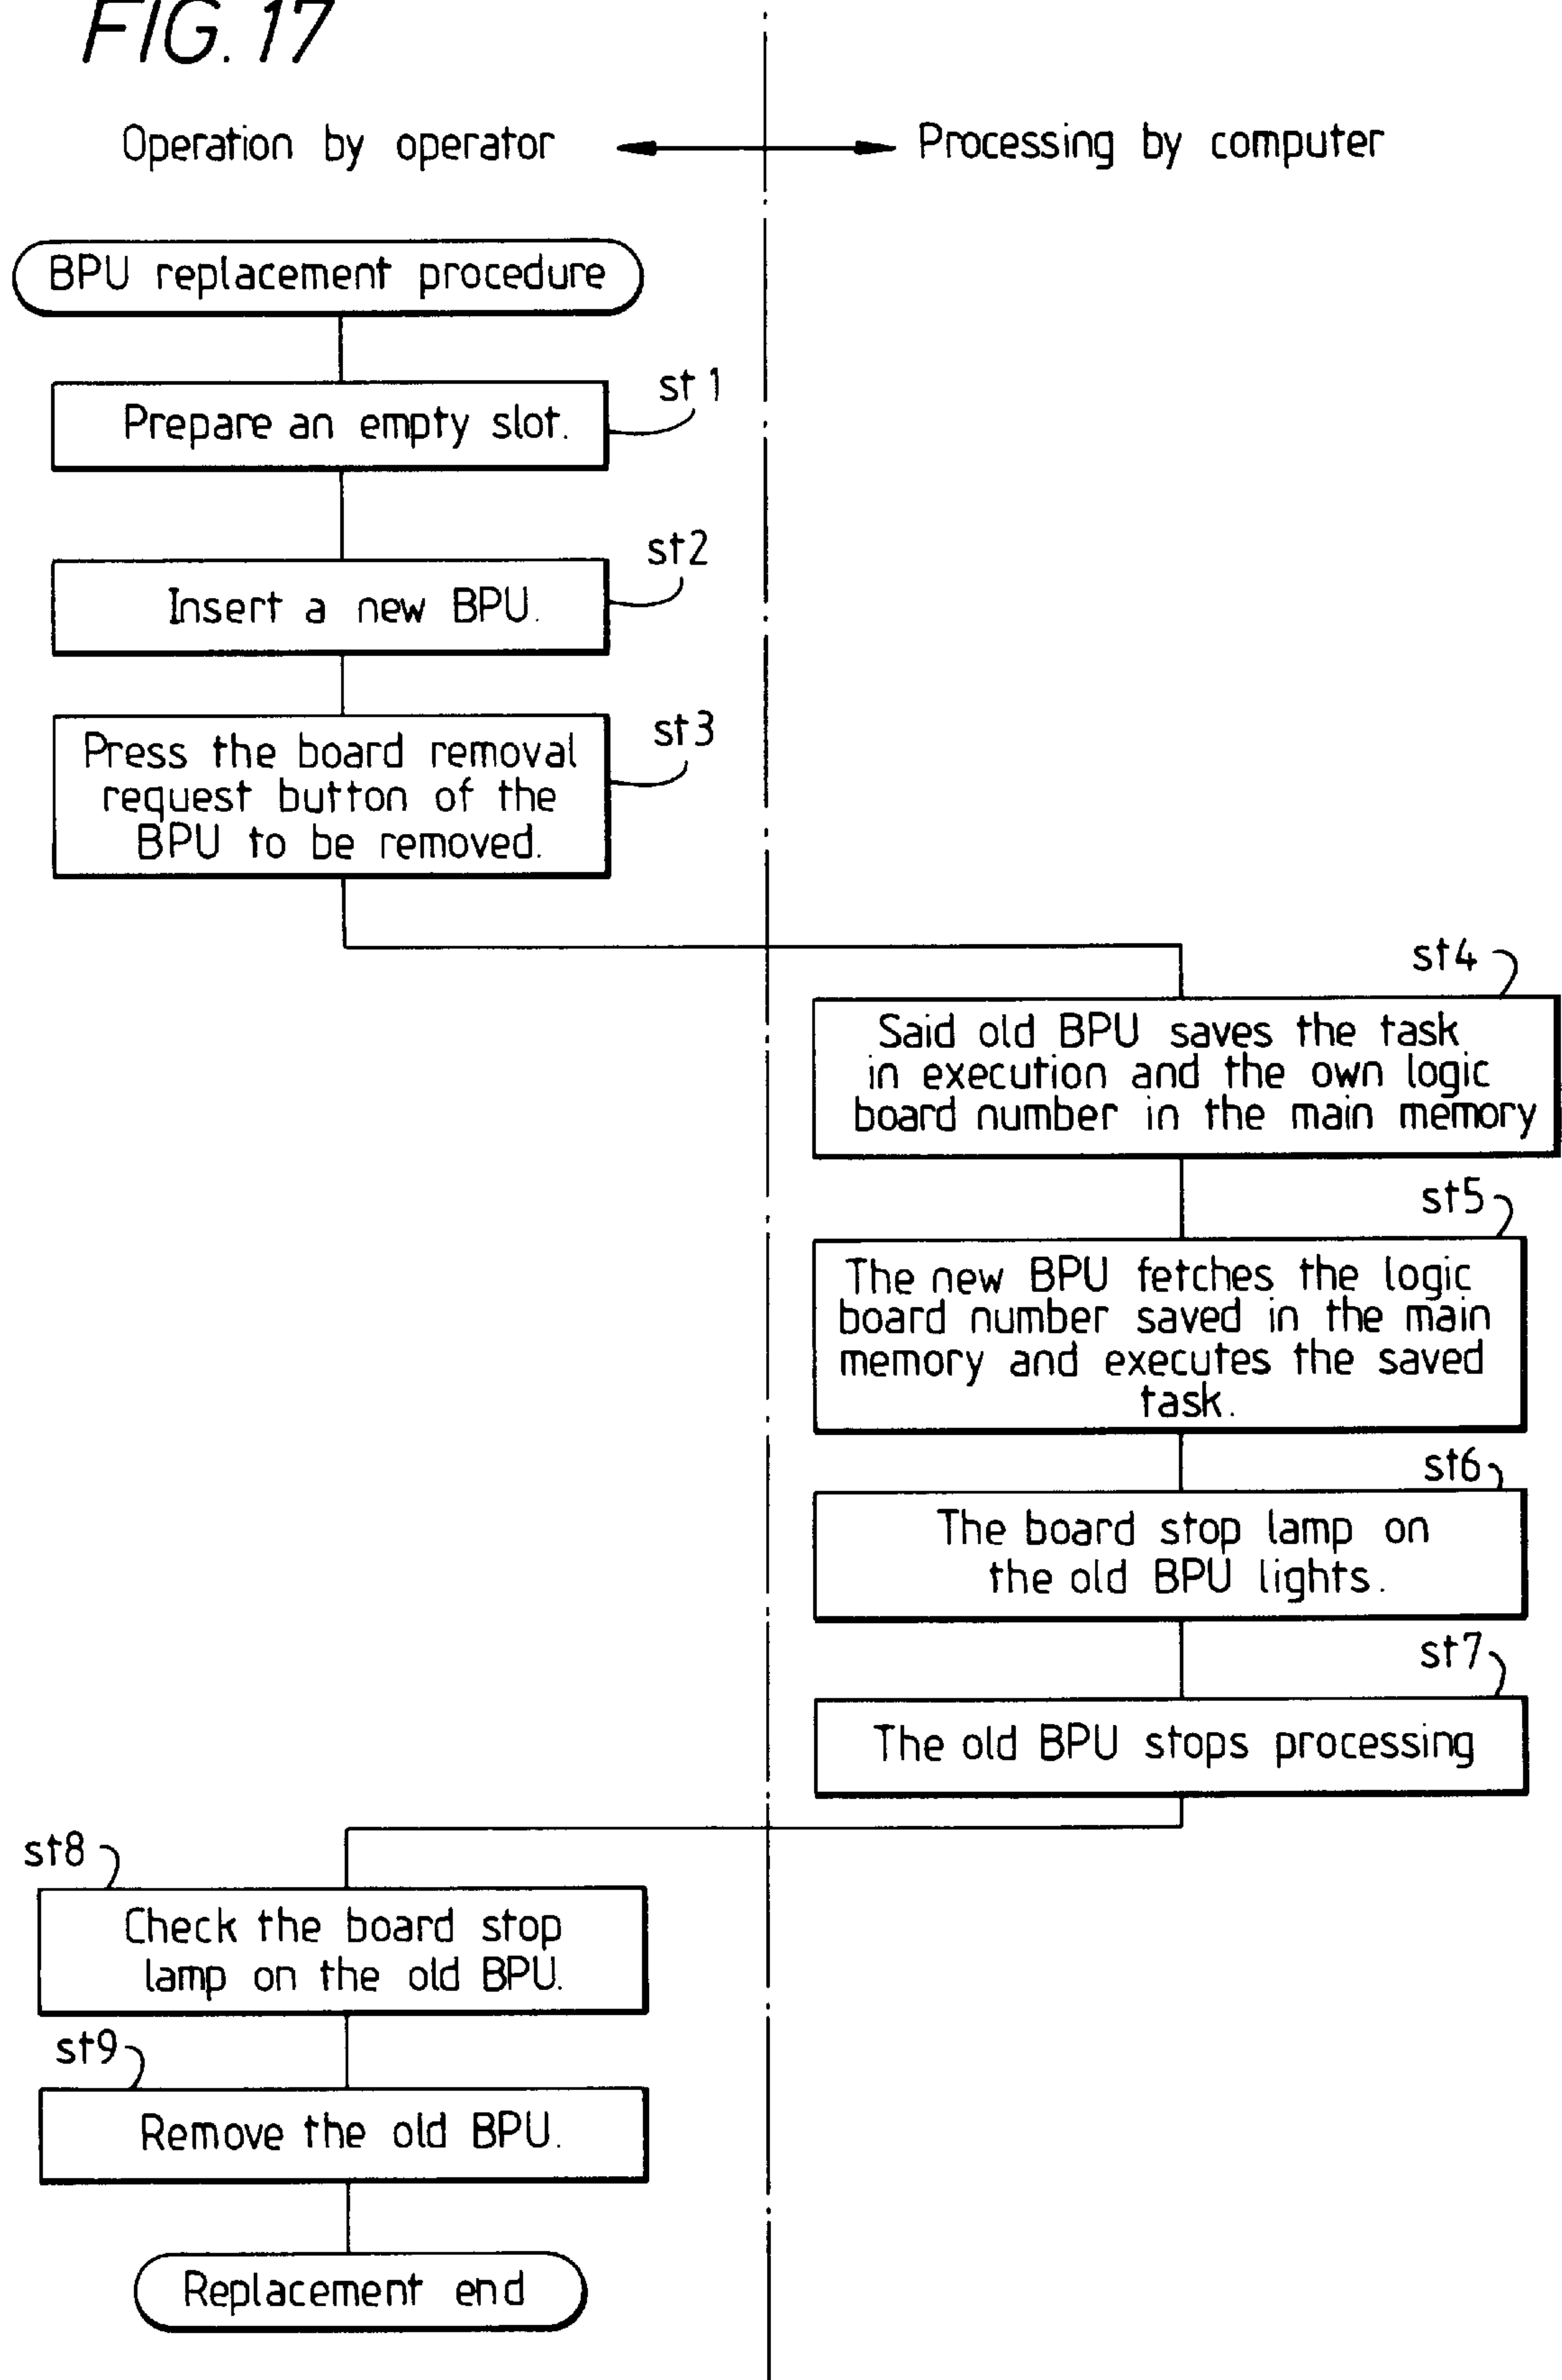 FIG. 17
Operation by operator
Processing by computer
BPU replacement procedure
st 1
Prepare an empty slot.
st2
Insert a new BPU.
st3
Press the board removal
request button of the
BPU to be removed.
st4
Said old BPU saves the task
in execution and the own logic
board number in the main memory
st5
The new BPU fetches the logic
board number saved in the main
memory and executes the saved
task.
st6
The board stop lamp on
the old BPU lights.
st7
The old BPU stops processing
st8
Check the board stop
lamp on the old BPU.
st9
Remove the old BPU.
Replacement end